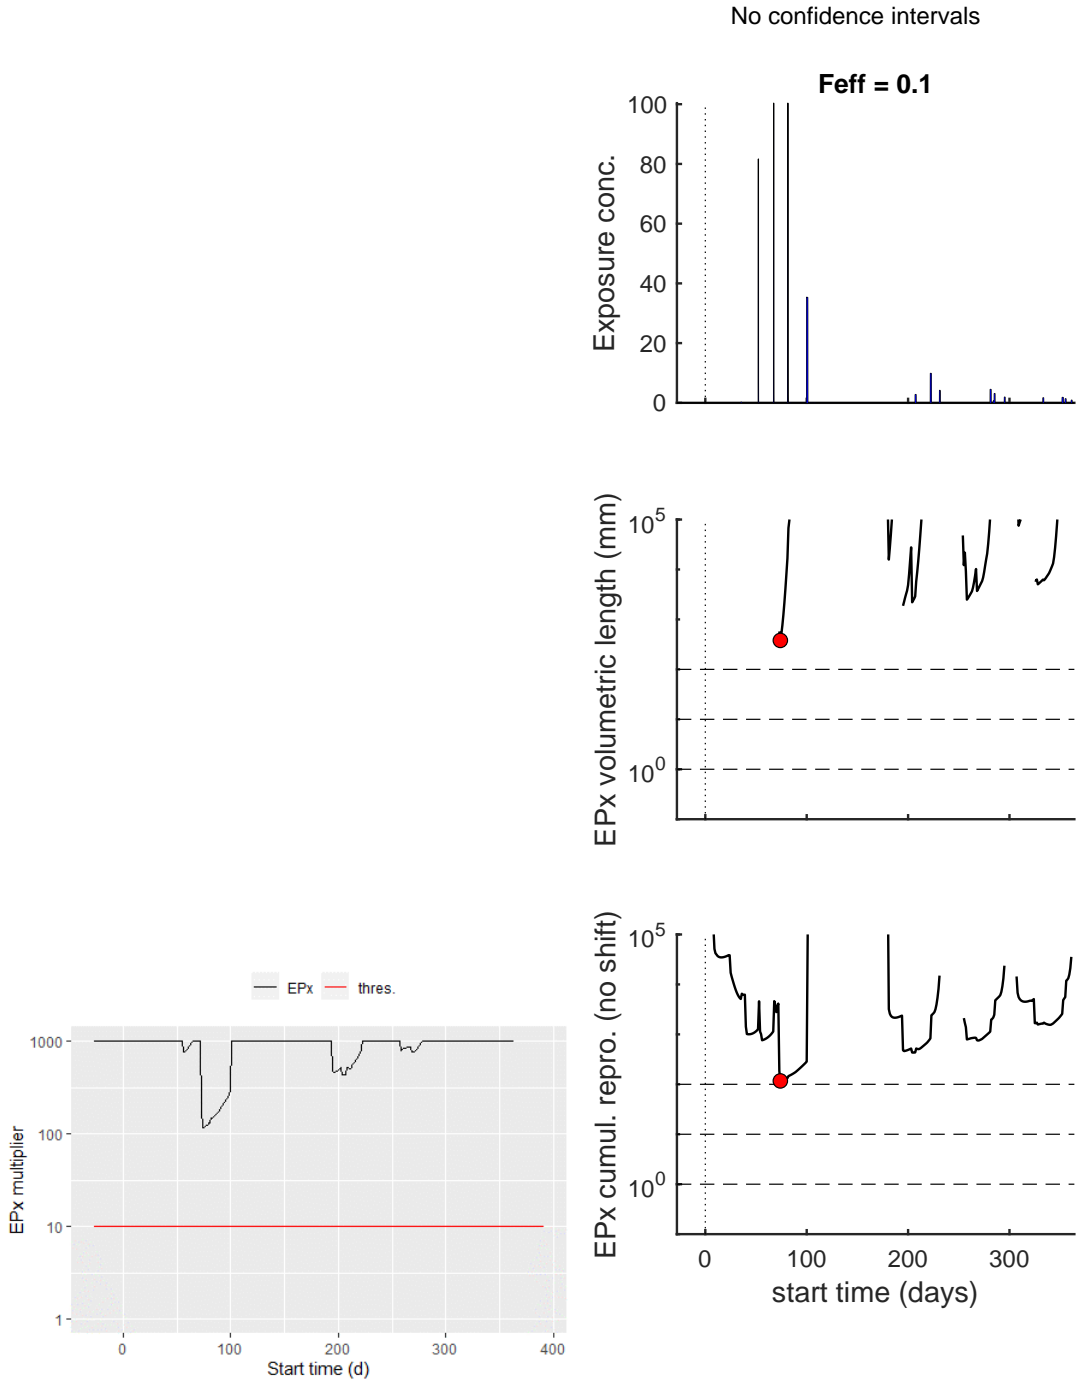 No confidence intervals
Feff = 0.1
Exposure conc.
100
80
60
40
20
0
EPx volumetric length (mm)
10^5
10^0
EPx cumul. repro. (no shift)
10^5
10^0
0 100 200 300
start time (days)
EPx thres.
EPx multiplier
1000
100
10
1
0 100 200 300 400
Start time (d)